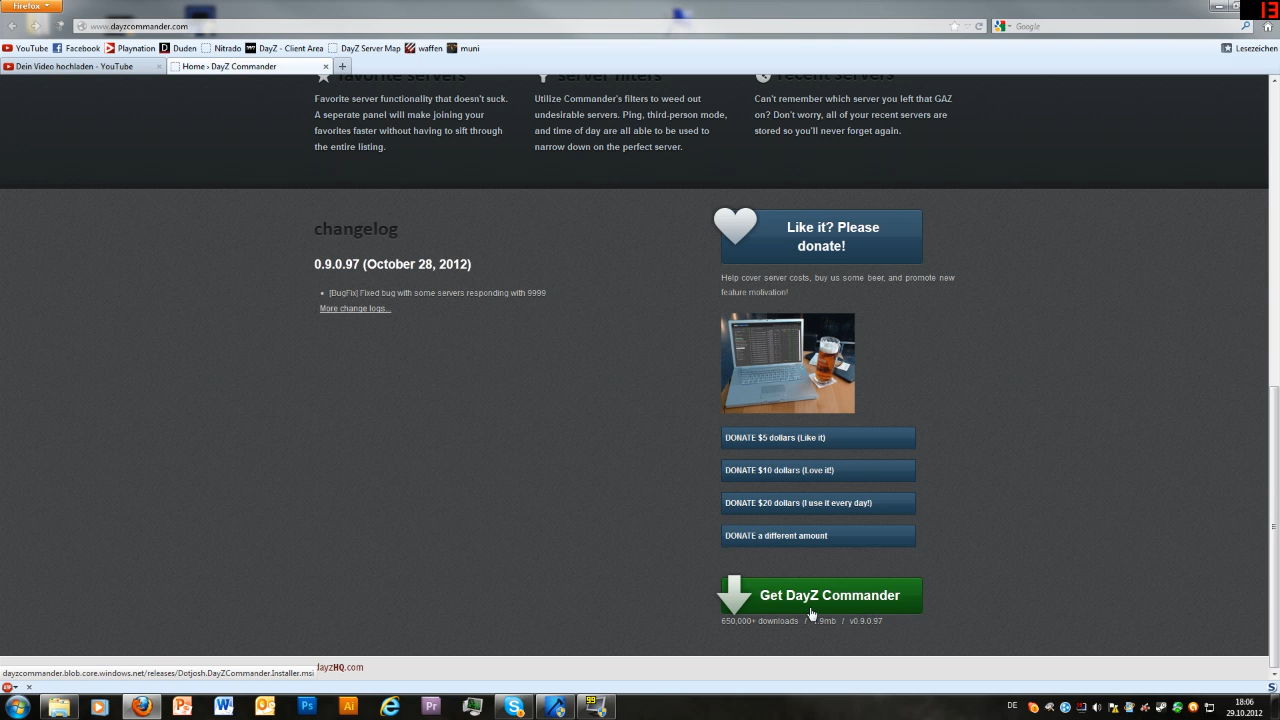 Firefox
13
www.dayzcommander.com
Google
YouTube Facebook Playnation Duden Nitrado DayZ - Client Area DayZ Server Map waffen muni Lesezeichen
Dein Video hochladen - YouTube Home › DayZ Commander
favorite servers server filters recent servers
Favorite server functionality that doesn't suck.
A seperate panel will make joining your
favorites faster without having to sift through
the entire listing.
Utilize Commander's filters to weed out
undesirable servers. Ping, third-person mode,
and time of day are all able to be used to
narrow down on the perfect server.
Can't remember which server you left that GAZ
on? Don't worry, all of your recent servers are
stored so you'll never forget again.
changelog
0.9.0.97 (October 28, 2012)
[BugFix] Fixed bug with some servers responding with 9999
More change logs...
Like it? Please
donate!
Help cover server costs, buy us some beer, and promote new
feature motivation!
DONATE $5 dollars (Like it)
DONATE $10 dollars (Love it!)
DONATE $20 dollars (I use it every day!)
DONATE a different amount
Get DayZ Commander
650,000+ downloads / .9mb / v0.9.0.97
dayzHQ.com
dayzcommander.blob.core.windows.net/releases/Dotjosh.DayZCommander.Installer.msi
99
DE
18:06
29.10.2012